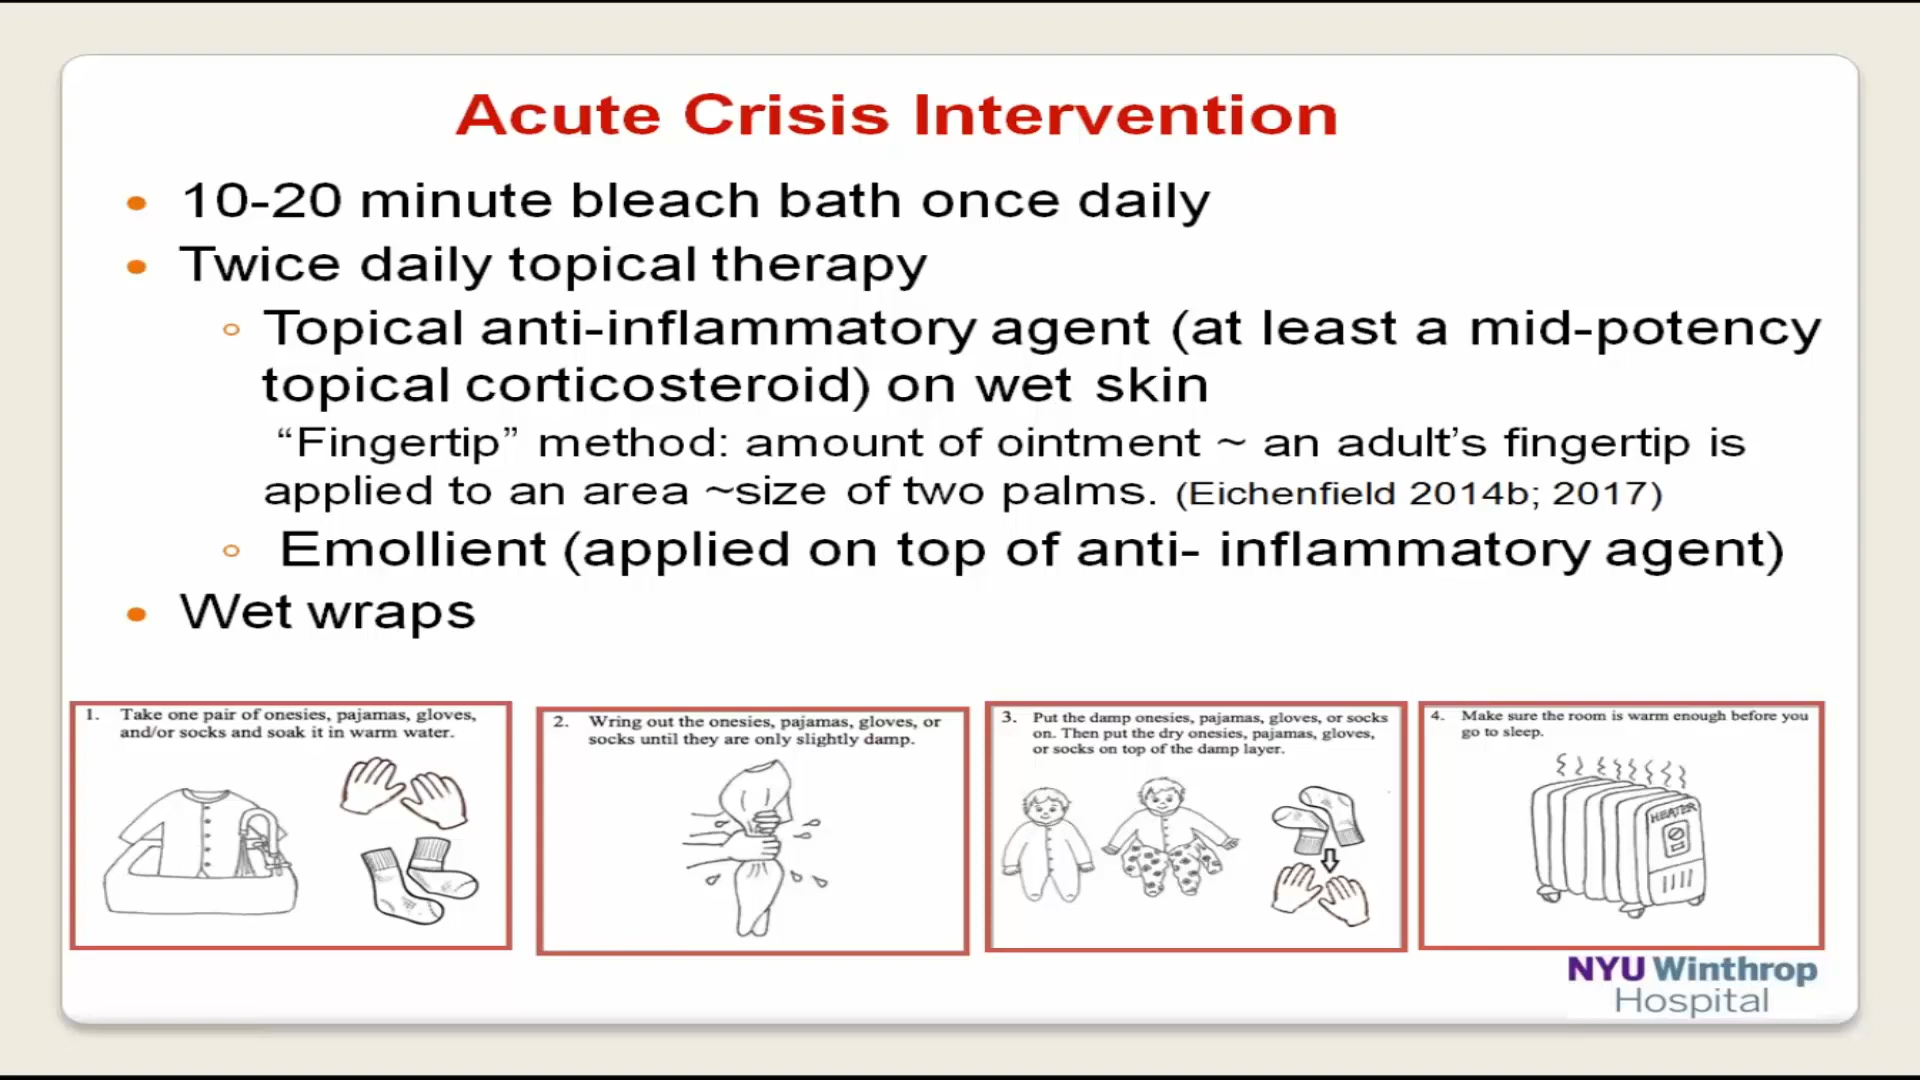 Acute Crisis Intervention
• 10-20 minute bleach bath once daily
• Twice daily topical therapy
◦ Topical anti-inflammatory agent (at least a mid-potency
topical corticosteroid) on wet skin
“Fingertip” method: amount of ointment ~ an adult’s fingertip is
applied to an area ~size of two palms. (Eichenfield 2014b; 2017)
◦ Emollient (applied on top of anti- inflammatory agent)
• Wet wraps
1. Take one pair of onesies, pajamas, gloves,
and/or socks and soak it in warm water.
2. Wring out the onesies, pajamas, gloves, or
socks until they are only slightly damp.
3. Put the damp onesies, pajamas, gloves, or socks
on. Then put the dry onesies, pajamas, gloves,
or socks on top of the damp layer.
4. Make sure the room is warm enough before you
go to sleep.
HEATER
NYU Winthrop
Hospital